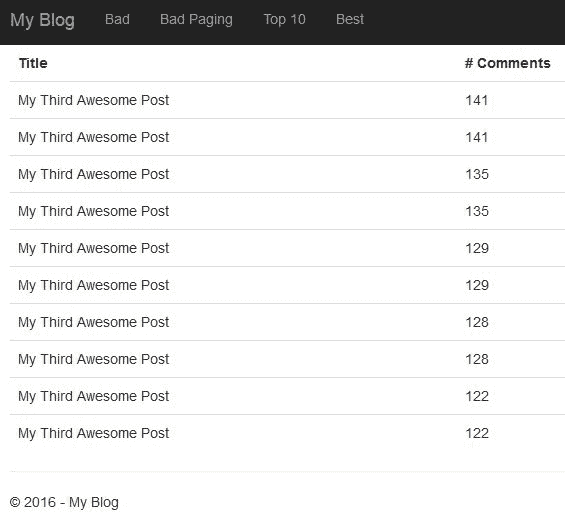 My Blog Bad Bad Paging Top 10 Best
Title # Comments
My Third Awesome Post 141
My Third Awesome Post 141
My Third Awesome Post 135
My Third Awesome Post 135
My Third Awesome Post 129
My Third Awesome Post 129
My Third Awesome Post 128
My Third Awesome Post 128
My Third Awesome Post 122
My Third Awesome Post 122
© 2016 - My Blog